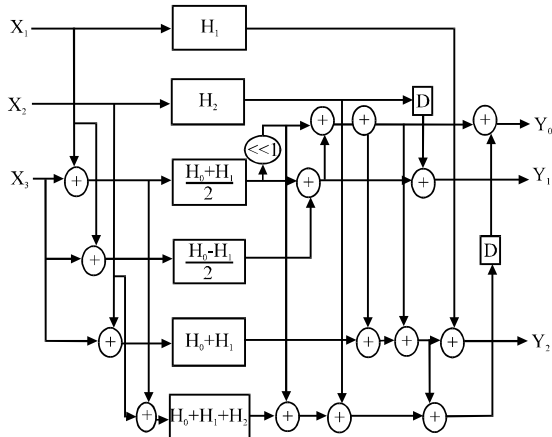 X₁
H₁
X₂
H₂
D
+
+
+
Y₀
<<1
X₃
+
H₀+H₁
2
+
+
Y₁
+
H₀-H₁
2
D
+
H₀+H₁
+
+
+
Y₂
+
H₀+H₁+H₂
+
+
+